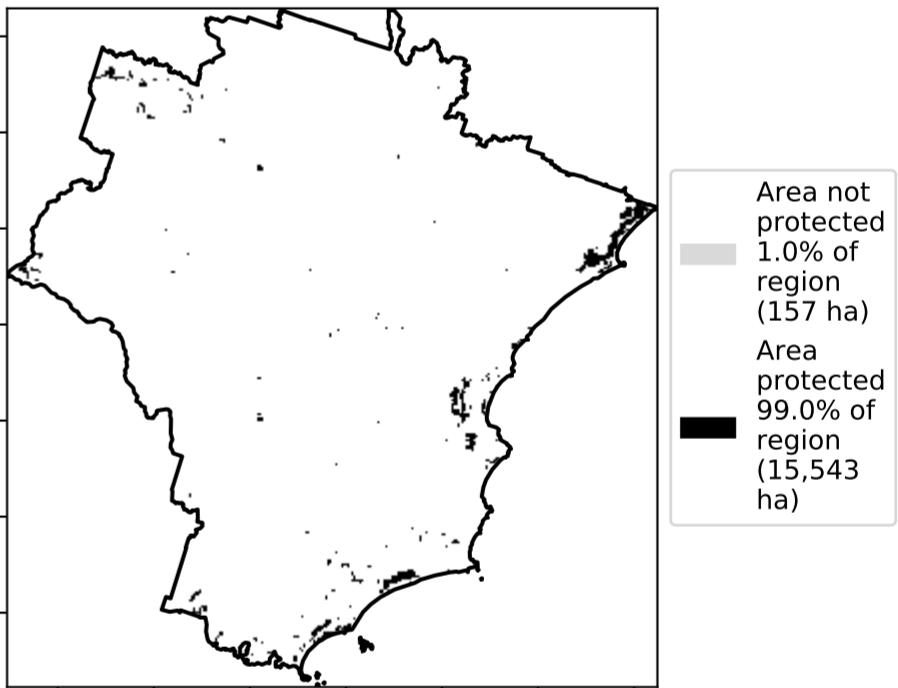 Area not
protected
1.0% of
region
(157 ha)
Area
protected
99.0% of
region
(15,543
ha)